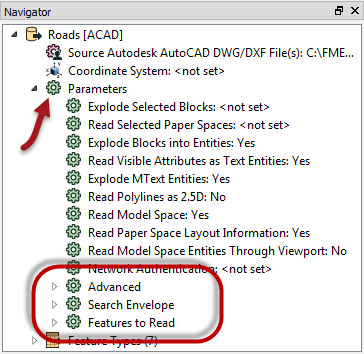 Navigator
Roads [ACAD]
Source Autodesk AutoCAD DWG/DXF File(s): C:\FME
Coordinate System: <not set>
Parameters
Explode Selected Blocks: <not set>
Read Selected Paper Spaces: <not set>
Explode Blocks into Entities: Yes
Read Visible Attributes as Text Entities: Yes
Explode MText Entities: Yes
Read Polylines as 2.5D: No
Read Model Space: Yes
Read Paper Space Layout Information: Yes
Read Model Space Entities Through Viewport: No
Network Authentication: <not set>
Advanced
Search Envelope
Features to Read
Feature Types (7)